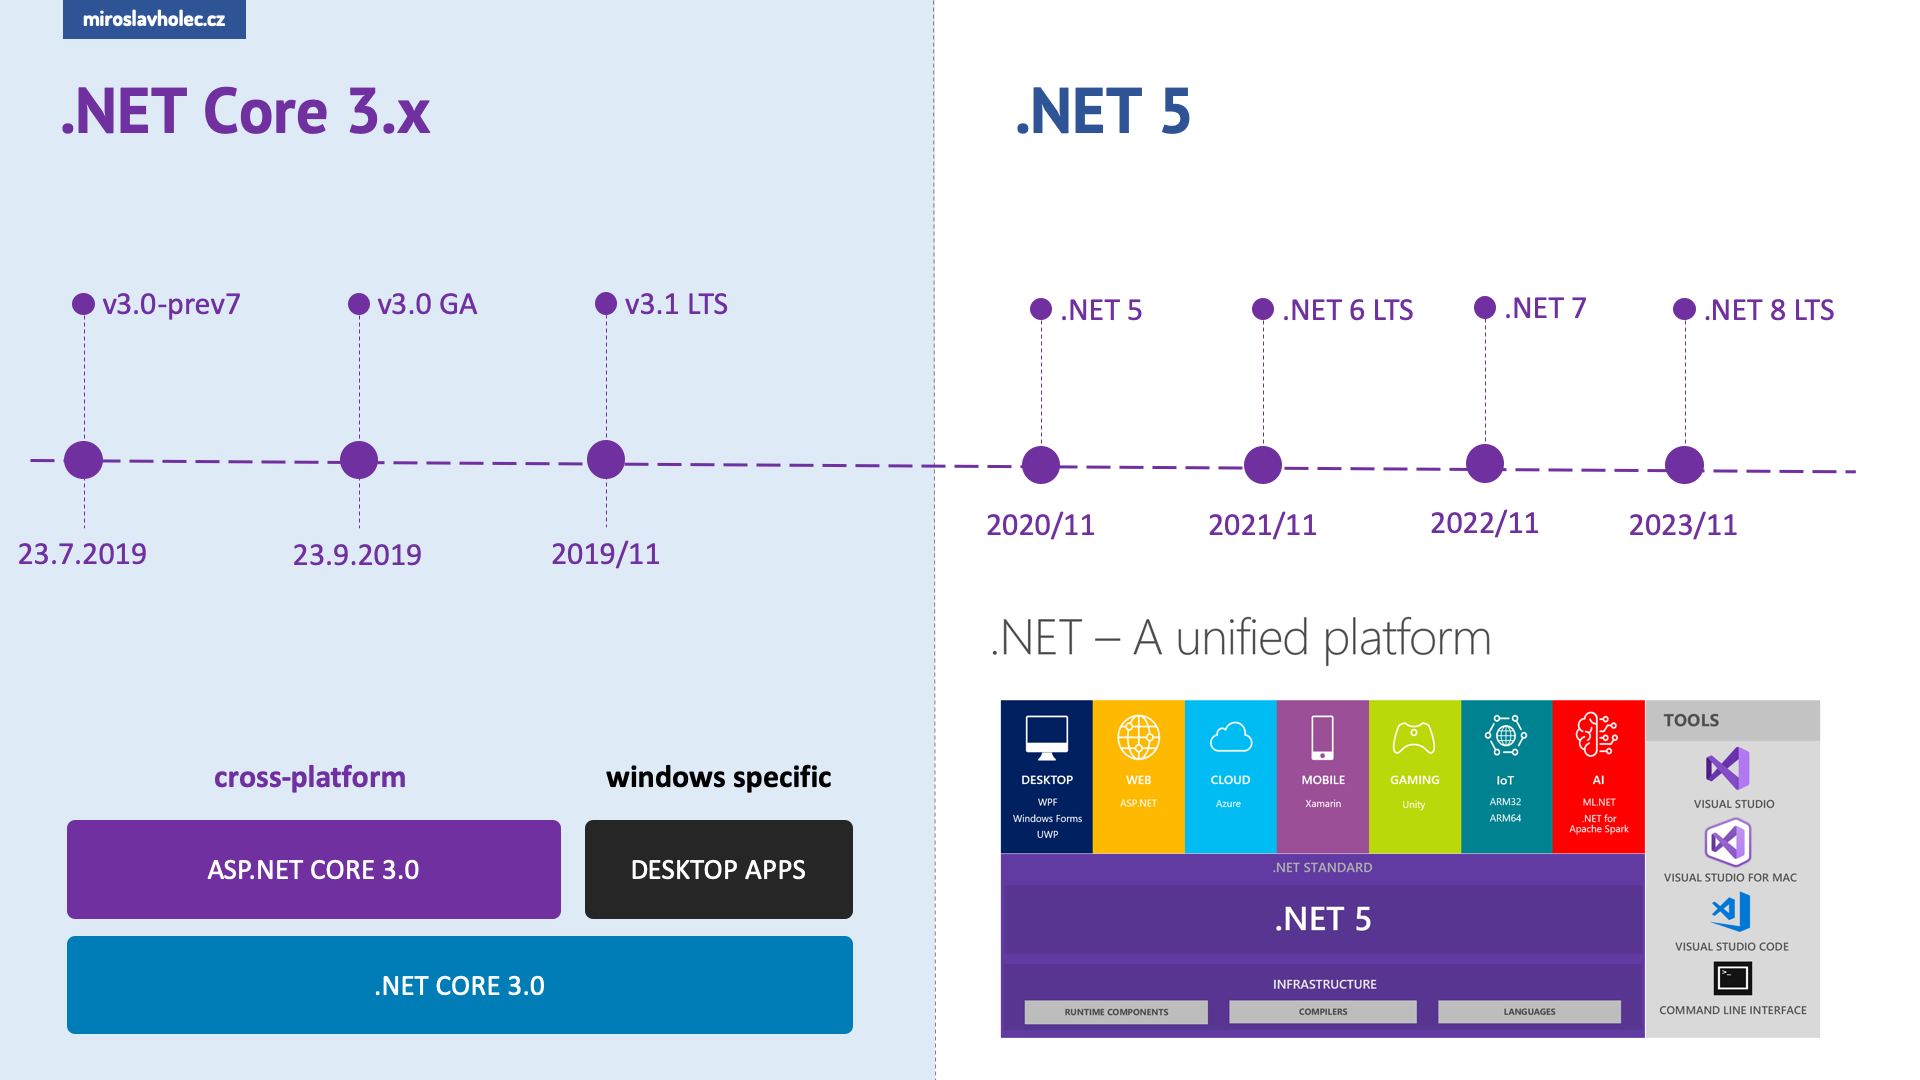 miroslavholec.cz
.NET Core 3.x
v3.0-prev7
v3.0 GA
v3.1 LTS
23.7.2019
23.9.2019
2019/11
cross-platform
windows specific
ASP.NET CORE 3.0
DESKTOP APPS
.NET CORE 3.0
.NET 5
.NET 5
.NET 6 LTS
.NET 7
.NET 8 LTS
2020/11
2021/11
2022/11
2023/11
.NET – A unified platform
DESKTOP
WPF
Windows Forms
UWP
WEB
ASP.NET
CLOUD
Azure
MOBILE
Xamarin
GAMING
Unity
IoT
ARM32
ARM64
AI
ML.NET
.NET for
Apache Spark
.NET STANDARD
.NET 5
INFRASTRUCTURE
RUNTIME COMPONENTS
COMPILERS
LANGUAGES
TOOLS
VISUAL STUDIO
VISUAL STUDIO FOR MAC
VISUAL STUDIO CODE
>_
COMMAND LINE INTERFACE